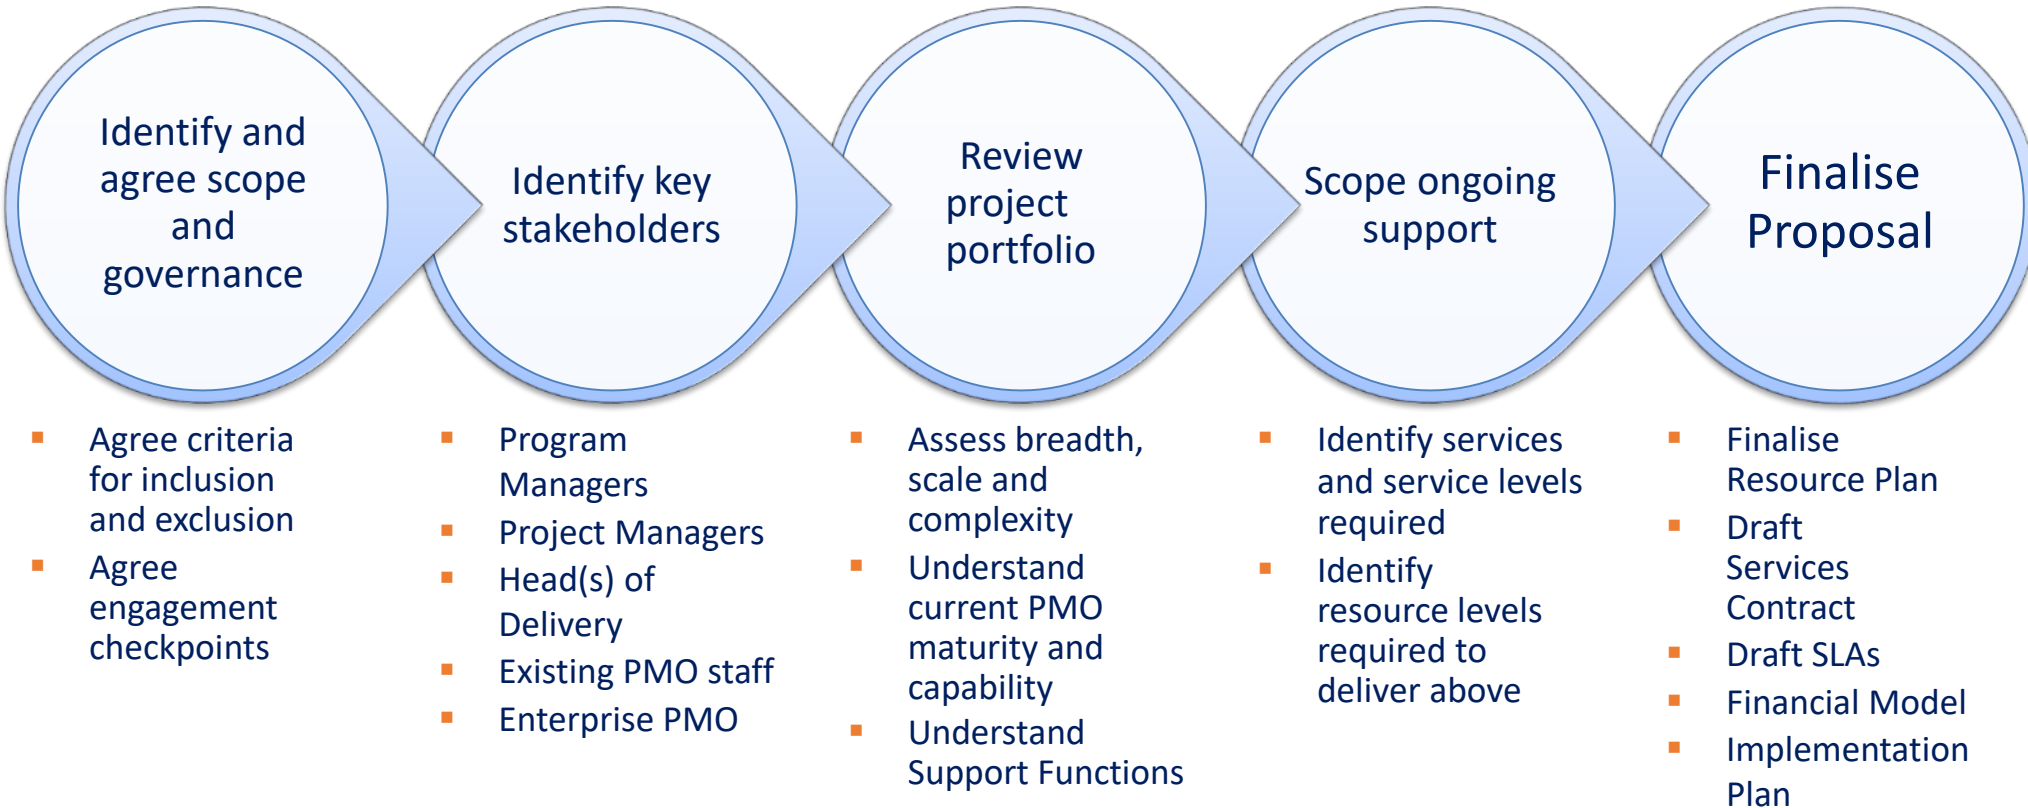 Identify and
agree scope
and
governance
Identify key
stakeholders
Review
project
portfolio
Scope ongoing
support
Finalise
Proposal
▪ Agree criteria
for inclusion
and exclusion
▪ Agree
engagement
checkpoints
▪ Program
Managers
▪ Project Managers
▪ Head(s) of
Delivery
▪ Existing PMO staff
▪ Enterprise PMO
▪ Assess breadth,
scale and
complexity
▪ Understand
current PMO
maturity and
capability
▪ Understand
Support Functions
▪ Identify services
and service levels
required
▪ Identify
resource levels
required to
deliver above
▪ Finalise
Resource Plan
▪ Draft
Services
Contract
▪ Draft SLAs
▪ Financial Model
▪ Implementation
Plan